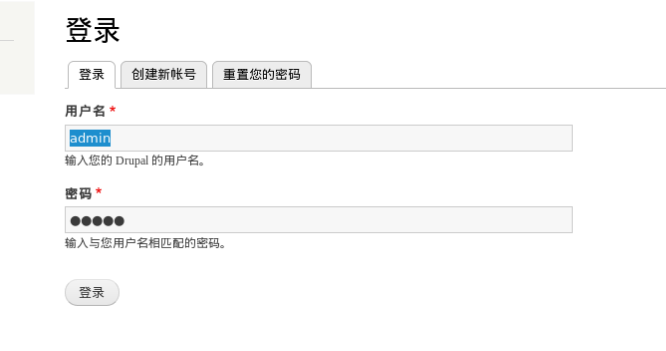 登录
登录 创建新帐号 重置您的密码
用户名 *
admin
输入您的 Drupal 的用户名。
密码 *
●●●●●
输入与您用户名相匹配的密码。
登录